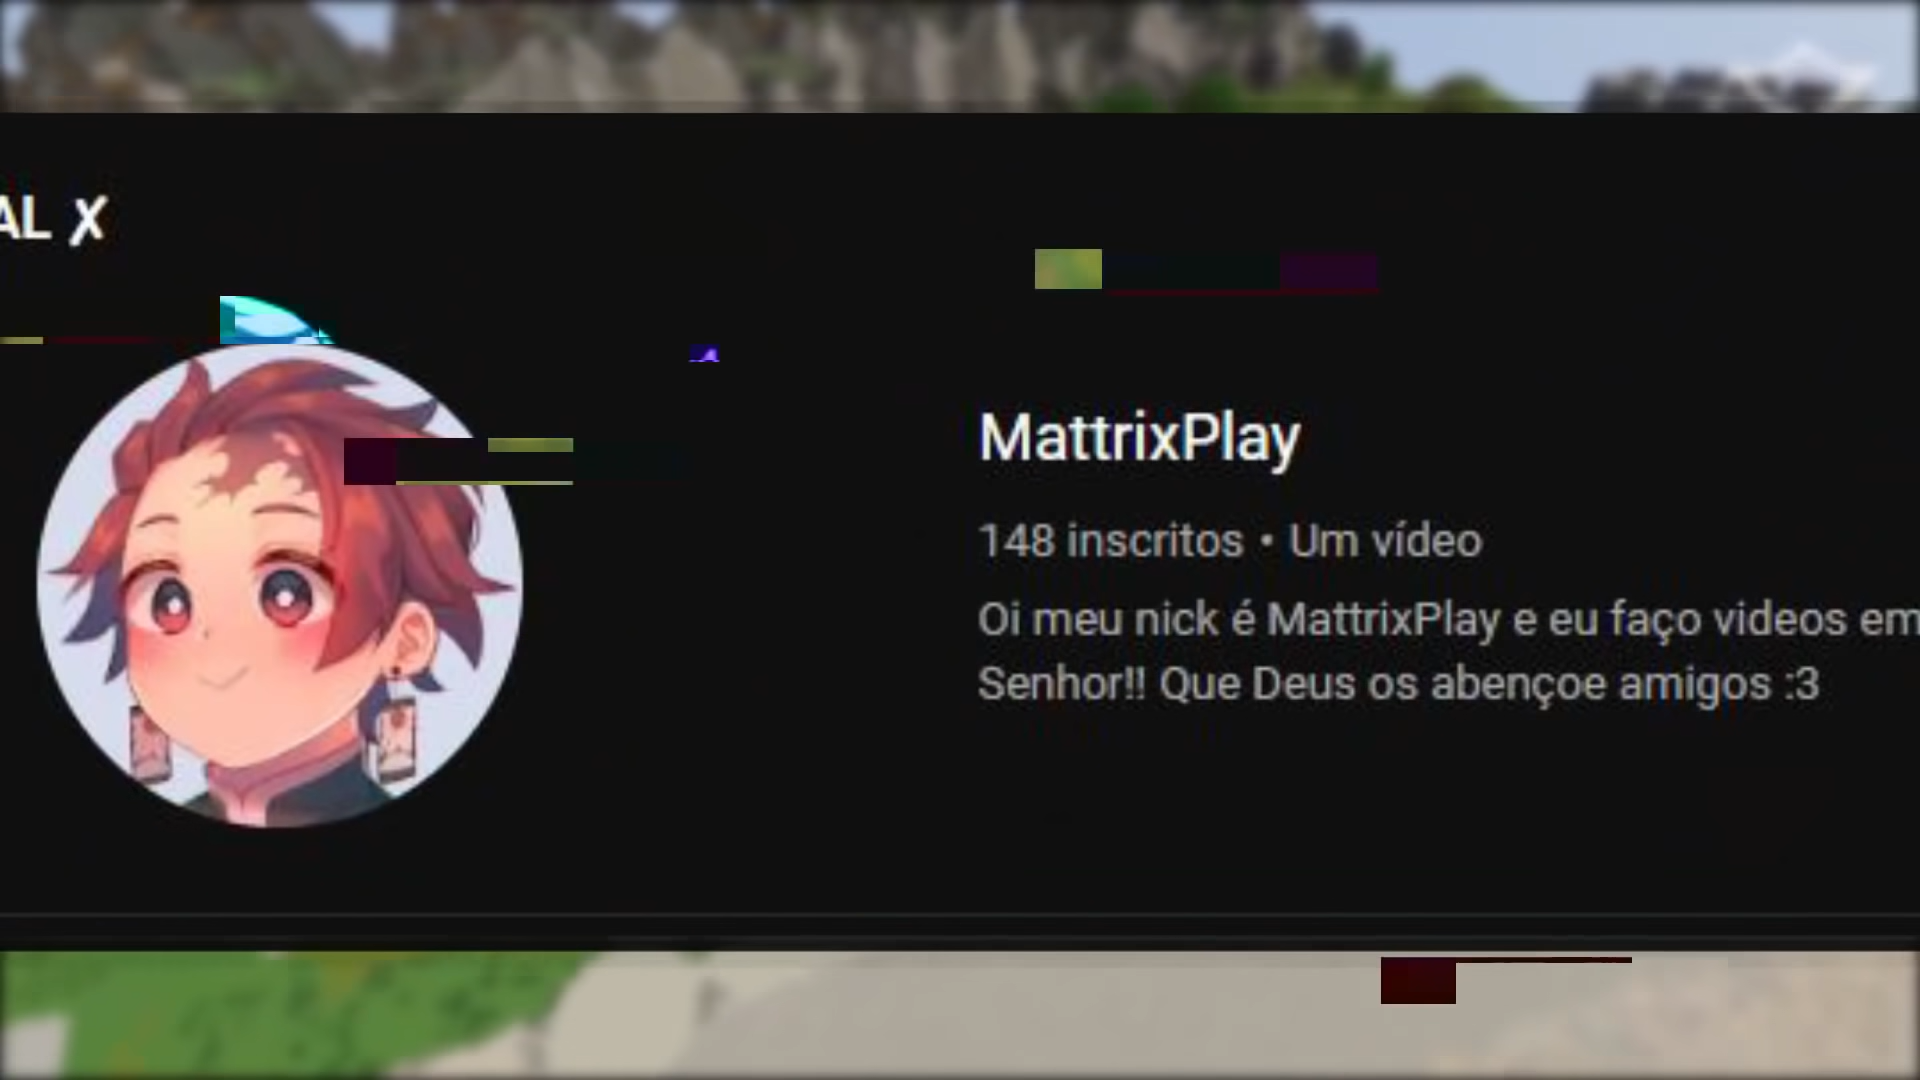 AL X
MattrixPlay
148 inscritos • Um vídeo
Oi meu nick é MattrixPlay e eu faço videos em
Senhor!! Que Deus os abençoe amigos :3